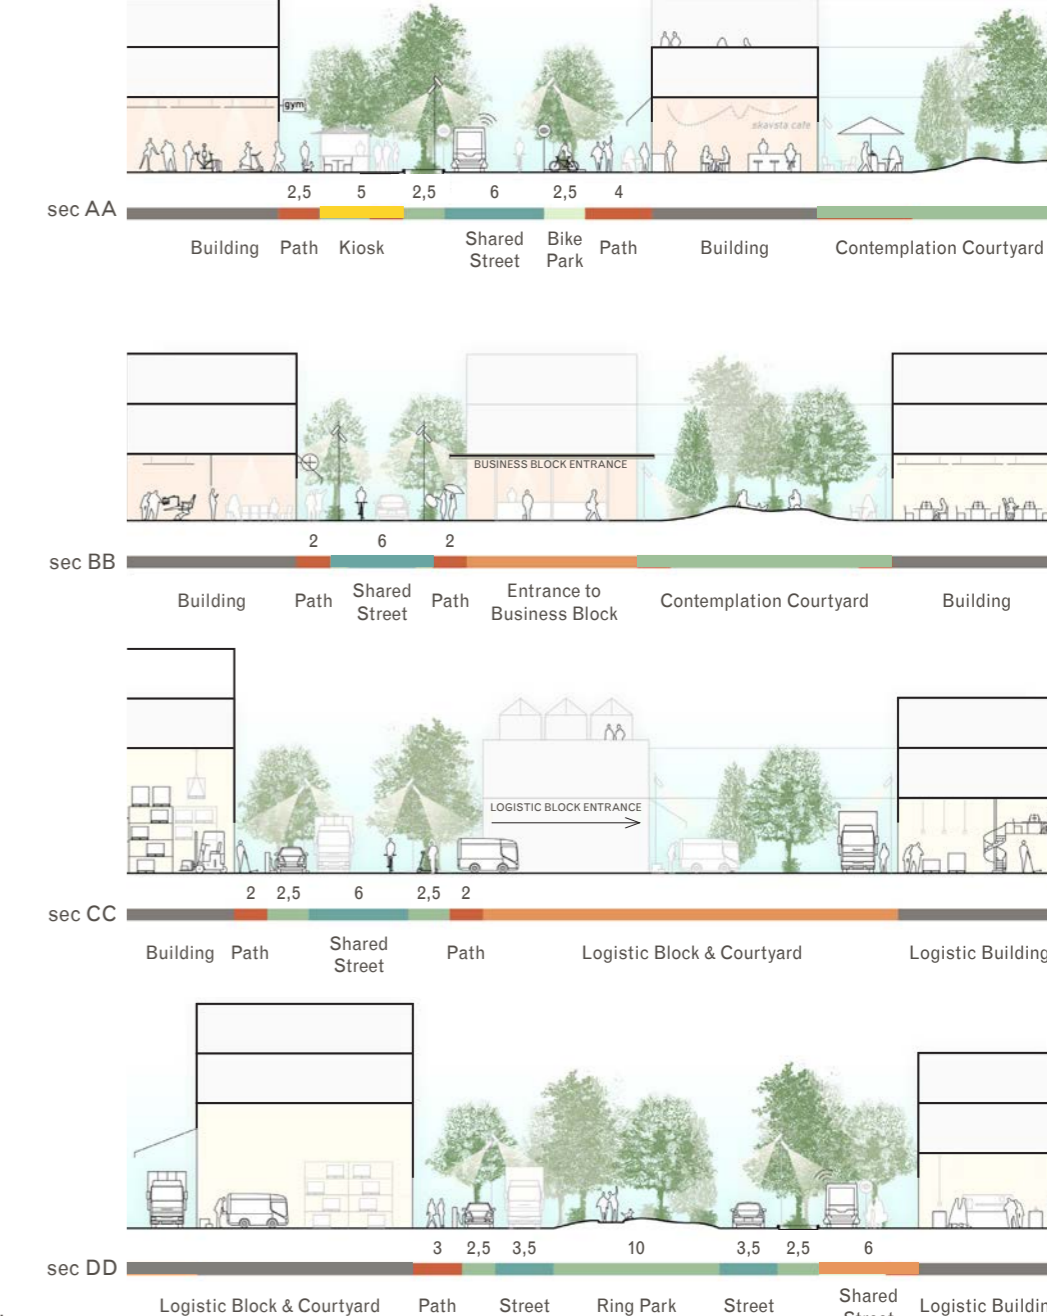 gym
skavsta cafe
2,5 5 2,5 6 2,5 4
sec AA
Building Path Kiosk Shared Street Bike Park Path Building Contemplation Courtyard
BUSINESS BLOCK ENTRANCE
2 6 2
sec BB
Building Path Shared Street Path Entrance to Business Block Contemplation Courtyard Building
LOGISTIC BLOCK ENTRANCE
2 2,5 6 2,5 2
sec CC
Building Path Shared Street Path Logistic Block & Courtyard Logistic Building
3 2,5 3,5 10 3,5 2,5 6
sec DD
Logistic Block & Courtyard Path Street Ring Park Street Shared Street Logistic Buildin